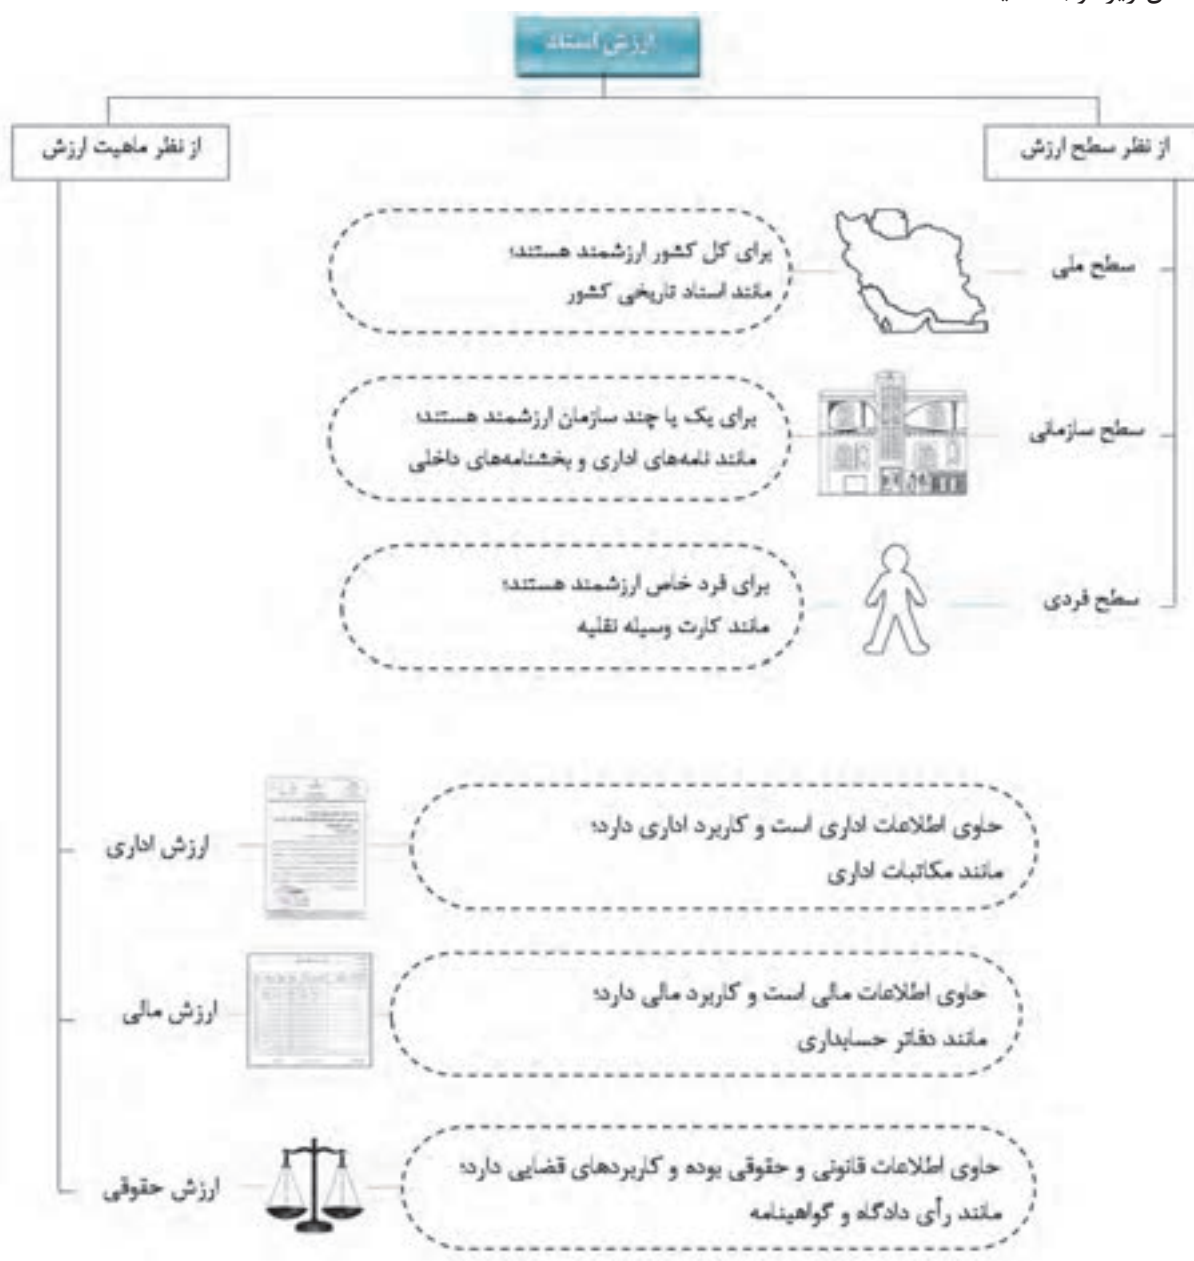 ارزش اسناد
از نظر سطح ارزش
از نظر ماهیت ارزش
سطح ملی
برای کل کشور ارزشمند هستند؛
مانند اسناد تاریخی کشور
سطح سازمانی
برای یک یا چند سازمان ارزشمند هستند؛
مانند نامه‌های اداری و بخشنامه‌های داخلی
سطح فردی
برای فرد خاص ارزشمند هستند؛
مانند کارت وسیله نقلیه
ارزش اداری
حاوی اطلاعات اداری است و کاربرد اداری دارد؛
مانند مکاتبات اداری
ارزش مالی
حاوی اطلاعات مالی است و کاربرد مالی دارد؛
مانند دفاتر حسابداری
ارزش حقوقی
حاوی اطلاعات قانونی و حقوقی بوده و کاربردهای قضایی دارد؛
مانند رأی دادگاه و گواهینامه